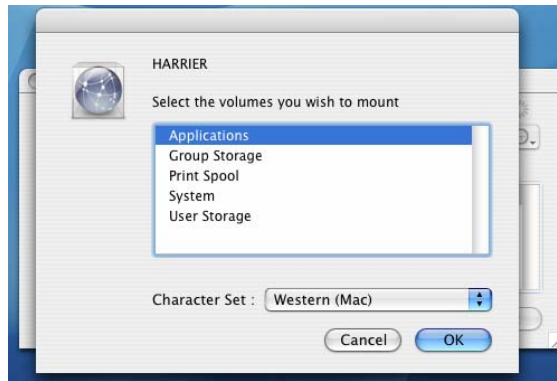 HARRIER
Select the volumes you wish to mount
Applications
Group Storage
Print Spool
System
User Storage
Character Set : Western (Mac)
Cancel OK